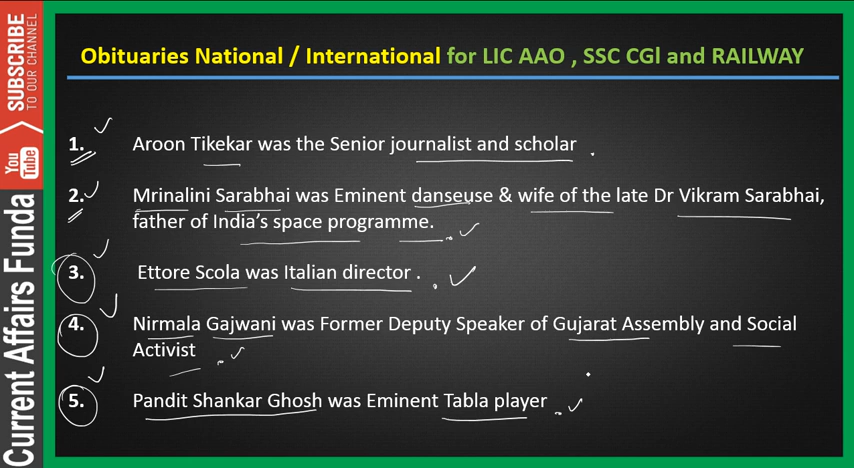 SUBSCRIBE
TO OUR CHANNEL
You Tube
Current Affairs Funda
Obituaries National / International for LIC AAO , SSC CGl and RAILWAY
1. Aroon Tikekar was the Senior journalist and scholar .
2. Mrinalini Sarabhai was Eminent danseuse & wife of the late Dr Vikram Sarabhai,
father of India's space programme.
3. Ettore Scola was Italian director .
4. Nirmala Gajwani was Former Deputy Speaker of Gujarat Assembly and Social
Activist
5. Pandit Shankar Ghosh was Eminent Tabla player